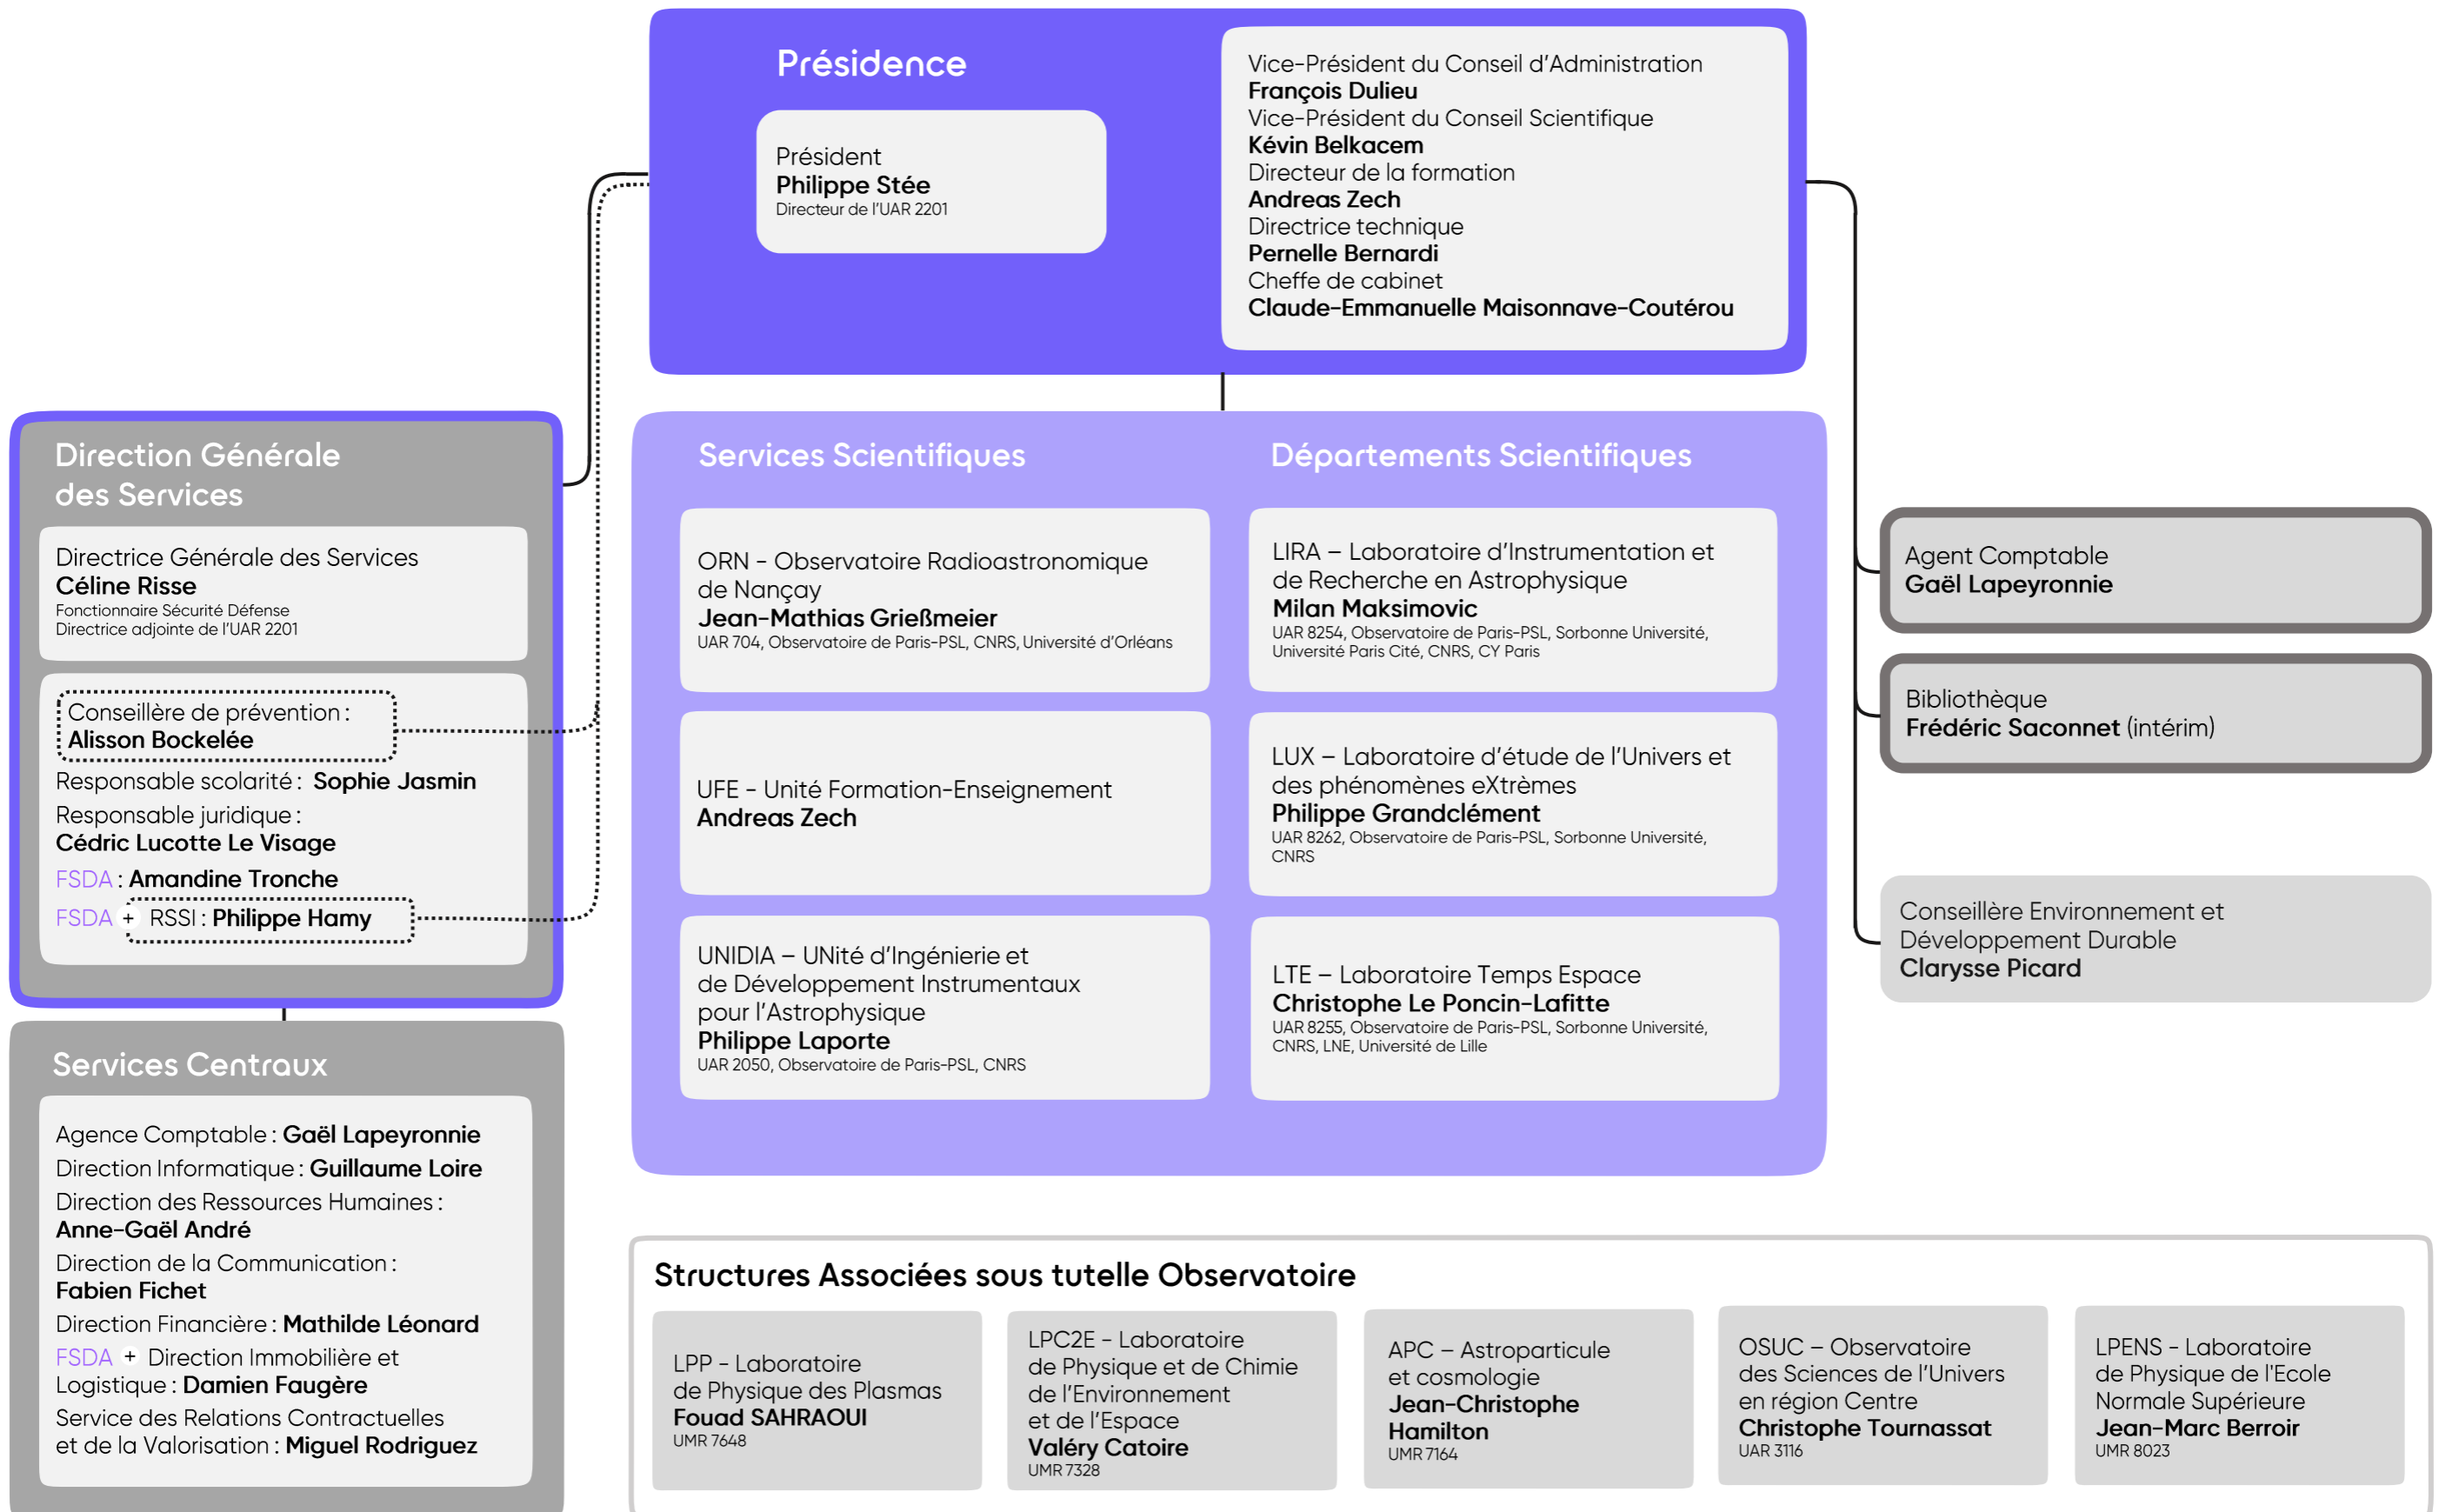 Présidence
Président
Philippe Stée
Directeur de l'UAR 2201
Vice-Président du Conseil d'Administration
François Dulieu
Vice-Président du Conseil Scientifique
Kévin Belkacem
Directeur de la formation
Andreas Zech
Directrice technique
Pernelle Bernardi
Cheffe de cabinet
Claude-Emmanuelle Maisonnave-Coutérou
Direction Générale
des Services
Directrice Générale des Services
Céline Risse
Fonctionnaire Sécurité Défense
Directrice adjointe de l'UAR 2201
Conseillère de prévention :
Alisson Bockelée
Responsable scolarité : Sophie Jasmin
Responsable juridique :
Cédric Lucotte Le Visage
FSDA : Amandine Tronche
FSDA + RSSI : Philippe Hamy
Services Centraux
Agence Comptable : Gaël Lapeyronnie
Direction Informatique : Guillaume Loire
Direction des Ressources Humaines :
Anne-Gaël André
Direction de la Communication :
Fabien Fichet
Direction Financière : Mathilde Léonard
FSDA + Direction Immobilière et
Logistique : Damien Faugère
Service des Relations Contractuelles
et de la Valorisation : Miguel Rodriguez
Services Scientifiques
ORN - Observatoire Radioastronomique
de Nançay
Jean-Mathias Grießmeier
UAR 704, Observatoire de Paris-PSL, CNRS, Université d'Orléans
UFE - Unité Formation-Enseignement
Andreas Zech
UNIDIA – UNité d'Ingénierie et
de Développement Instrumentaux
pour l'Astrophysique
Philippe Laporte
UAR 2050, Observatoire de Paris-PSL, CNRS
Départements Scientifiques
LIRA – Laboratoire d'Instrumentation et
de Recherche en Astrophysique
Milan Maksimovic
UAR 8254, Observatoire de Paris-PSL, Sorbonne Université,
Université Paris Cité, CNRS, CY Paris
LUX – Laboratoire d'étude de l'Univers et
des phénomènes eXtrèmes
Philippe Grandclément
UAR 8262, Observatoire de Paris-PSL, Sorbonne Université,
CNRS
LTE – Laboratoire Temps Espace
Christophe Le Poncin-Lafitte
UAR 8255, Observatoire de Paris-PSL, Sorbonne Université,
CNRS, LNE, Université de Lille
Agent Comptable
Gaël Lapeyronnie
Bibliothèque
Frédéric Saconnet (intérim)
Conseillère Environnement et
Développement Durable
Clarysse Picard
Structures Associées sous tutelle Observatoire
LPP - Laboratoire
de Physique des Plasmas
Fouad SAHRAOUI
UMR 7648
LPC2E - Laboratoire
de Physique et de Chimie
de l'Environnement
et de l'Espace
Valéry Catoire
UMR 7328
APC – Astroparticule
et cosmologie
Jean-Christophe
Hamilton
UMR 7164
OSUC – Observatoire
des Sciences de l'Univers
en région Centre
Christophe Tournassat
UAR 3116
LPENS - Laboratoire
de Physique de l'Ecole
Normale Supérieure
Jean-Marc Berroir
UMR 8023